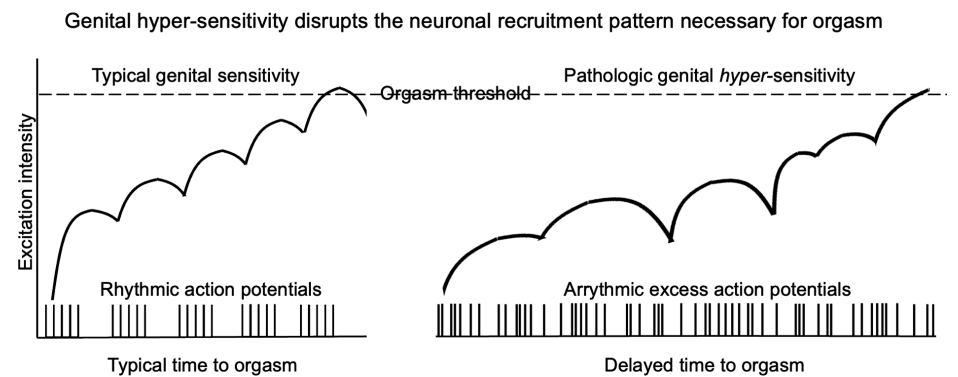 Genital hyper-sensitivity disrupts the neuronal recruitment pattern necessary for orgasm
Typical genital sensitivity
Pathologic genital hyper-sensitivity
Orgasm threshold
Excitation intensity
Rhythmic action potentials
Arrythmic excess action potentials
Typical time to orgasm
Delayed time to orgasm